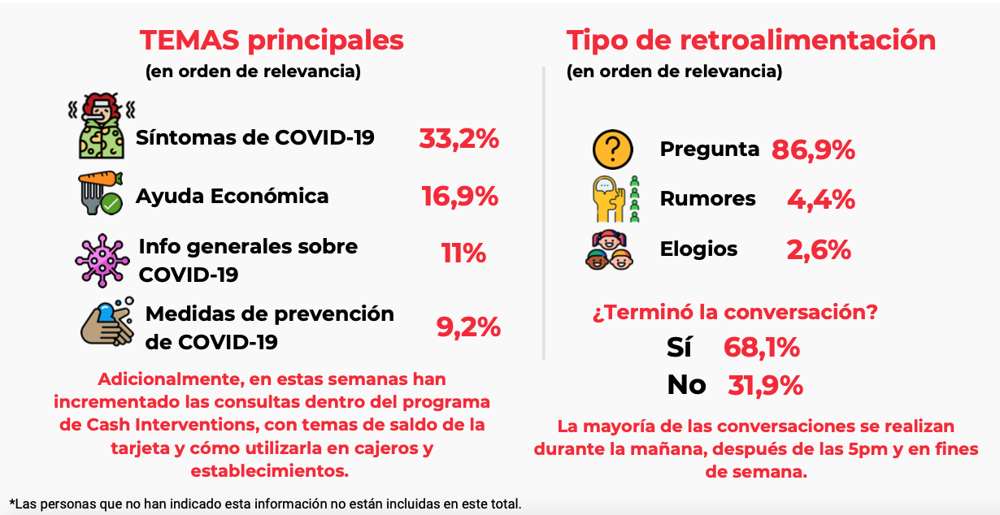 TEMAS principales
(en orden de relevancia)
Síntomas de COVID-19 33,2%
Ayuda Económica 16,9%
Info generales sobre
COVID-19
11%
Medidas de prevención
de COVID-19
9,2%
Adicionalmente, en estas semanas han
incrementado las consultas dentro del programa
de Cash Interventions, con temas de saldo de la
tarjeta y cómo utilizarla en cajeros y
establecimientos.
Tipo de retroalimentación
(en orden de relevancia)
Pregunta 86,9%
Rumores 4,4%
Elogios 2,6%
¿Terminó la conversación?
Sí 68,1%
No 31,9%
La mayoría de las conversaciones se realizan
durante la mañana, después de las 5pm y en fines
de semana.
*Las personas que no han indicado esta información no están incluidas en este total.